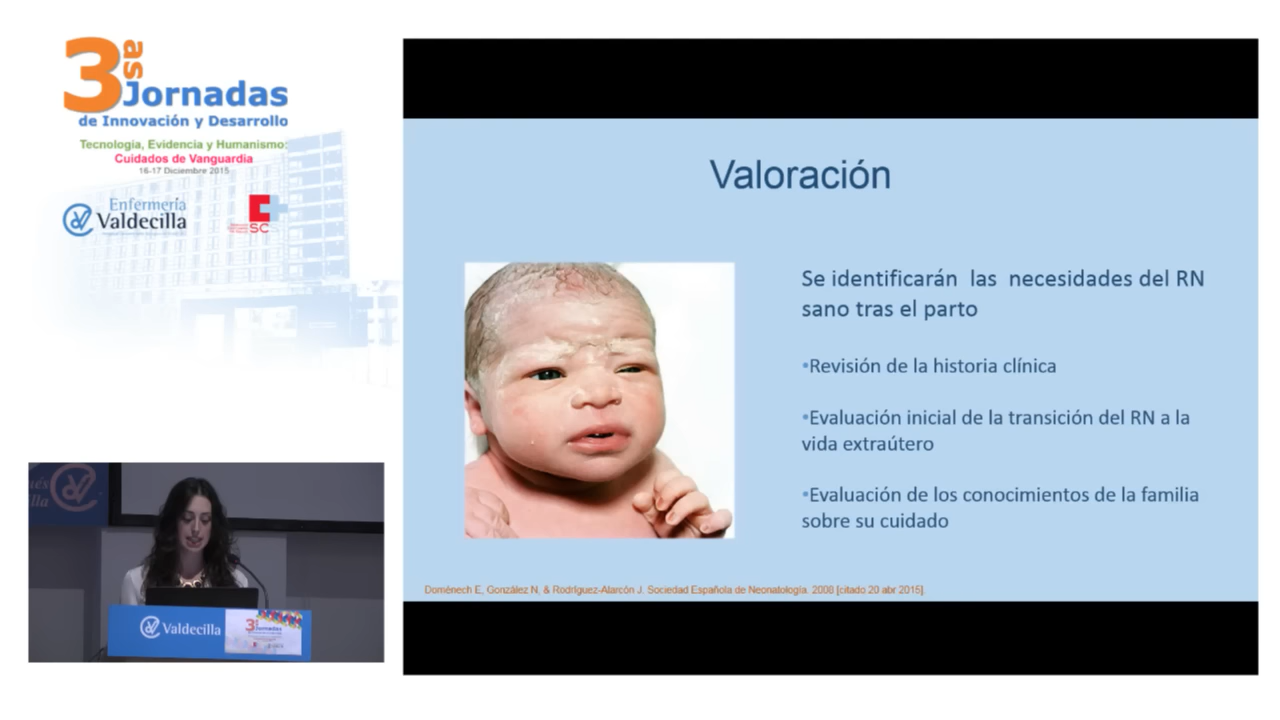 3as
Jornadas
de Innovación y Desarrollo
Tecnología, Evidencia y Humanismo:
Cuidados de Vanguardia
16-17 Diciembre 2015
Enfermería
Valdecilla
SC
Valoración
Se identificarán las necesidades del RN
sano tras el parto
•Revisión de la historia clínica
•Evaluación inicial de la transición del RN a la
vida extraútero
•Evaluación de los conocimientos de la familia
sobre su cuidado
Doménech E, González N, & Rodríguez-Alarcón J. Sociedad Española de Neonatología. 2008 [citado 20 abr 2015].
Valdecilla
3as
Jornadas